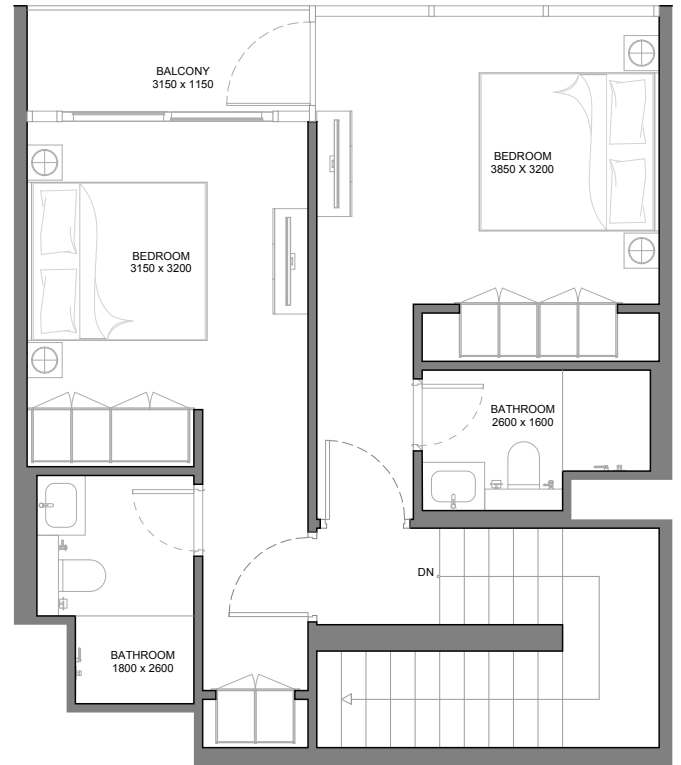 BALCONY
3150 x 1150
BEDROOM
3850 X 3200
BEDROOM
3150 x 3200
BATHROOM
2600 x 1600
DN
BATHROOM
1800 x 2600